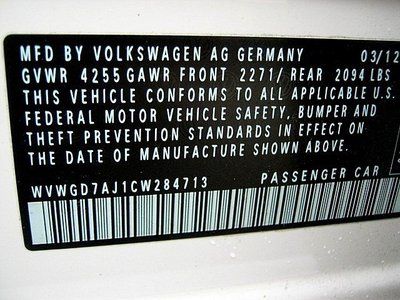 MFD BY VOLKSWAGEN AG GERMANY 03/12
GVWR 4255 GAWR FRONT 2271/ REAR 2094 LBS
THIS VEHICLE CONFORMS TO ALL APPLICABLE U.S.
FEDERAL MOTOR VEHICLE SAFETY, BUMPER AND
THEFT PREVENTION STANDARDS IN EFFECT ON
THE DATE OF MANUFACTURE SHOWN ABOVE.
WVWGD7AJ1CW284713 PASSENGER CAR